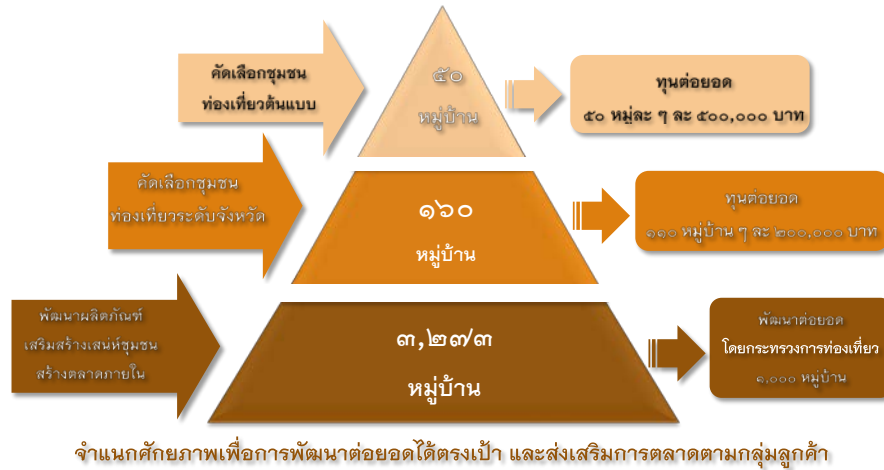 คัดเลือกชุมชน
ท่องเที่ยวต้นแบบ
๕๐
หมู่บ้าน
ทุนต่อยอด
๕๐ หมู่ละ ๆ ละ ๕๐๐,๐๐๐ บาท
คัดเลือกชุมชน
ท่องเที่ยวระดับจังหวัด
๑๖๐
หมู่บ้าน
ทุนต่อยอด
๑๑๐ หมู่บ้าน ๆ ละ ๒๐๐,๐๐๐ บาท
พัฒนาผลิตภัณฑ์
เสริมสร้างเสน่ห์ชุมชน
สร้างตลาดภายใน
๓,๒๗๓
หมู่บ้าน
พัฒนาต่อยอด
โดยกระทรวงการท่องเที่ยว
๑,๐๐๐ หมู่บ้าน
จำแนกศักยภาพเพื่อการพัฒนาต่อยอดได้ตรงเป้า และส่งเสริมการตลาดตามกลุ่มลูกค้า